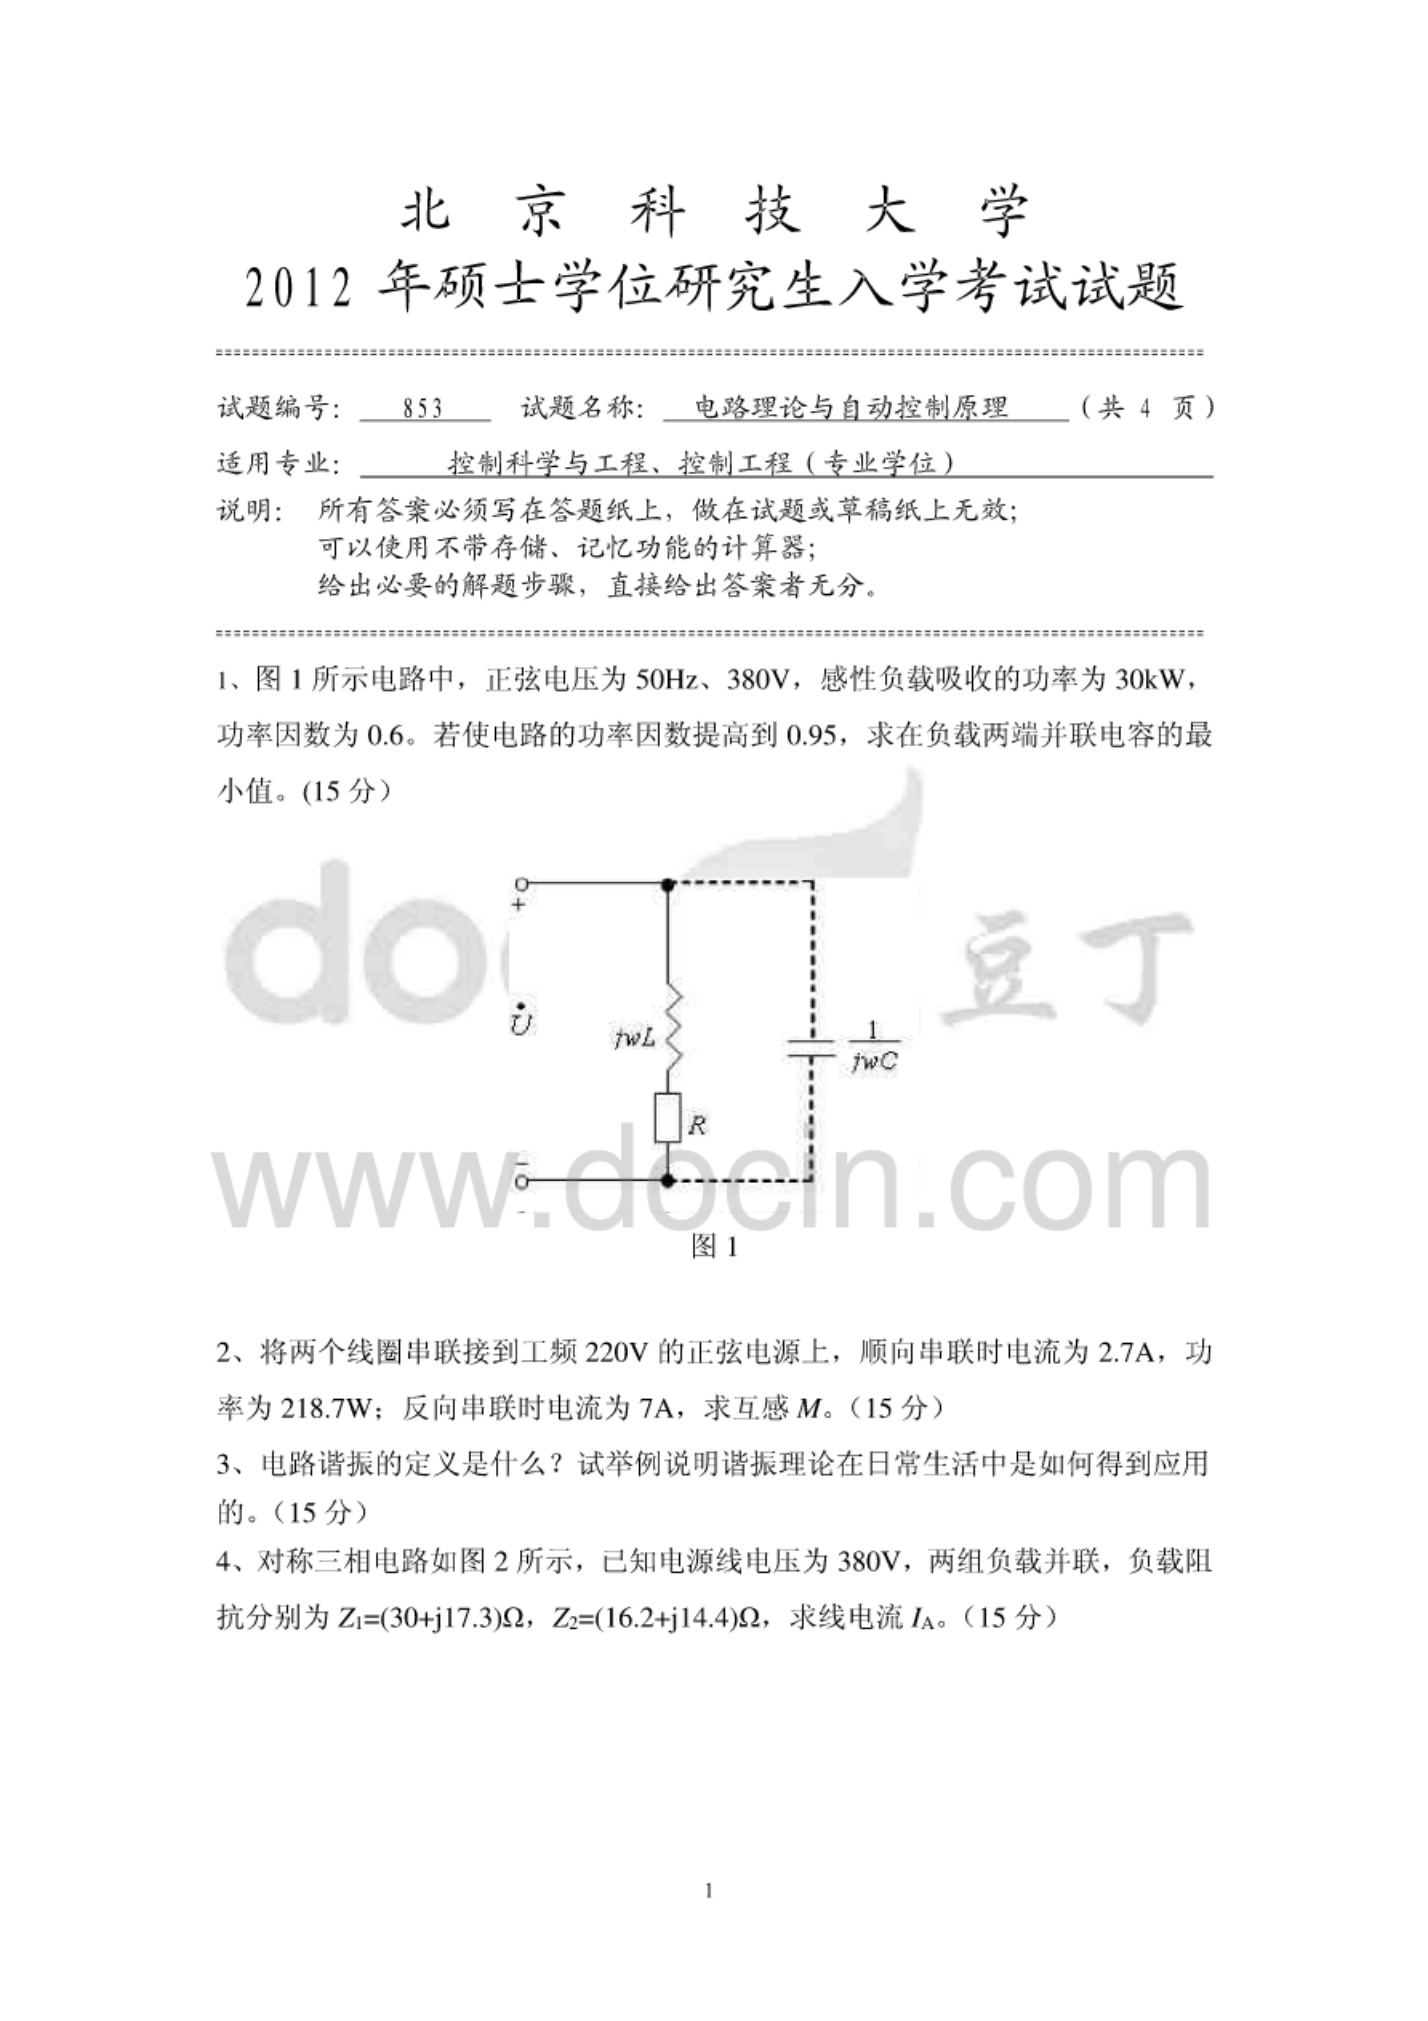 北 京 科 技 大 学
2012 年硕士学位研究生入学考试试题
试题编号： 853 试题名称： 电路理论与自动控制原理 （共 4 页）
适用专业： 控制科学与工程、控制工程（专业学位）
说明： 所有答案必须写在答题纸上，做在试题或草稿纸上无效；
可以使用不带存储、记忆功能的计算器；
给出必要的解题步骤，直接给出答案者无分。
1、图 1 所示电路中，正弦电压为 50Hz、380V，感性负载吸收的功率为 30kW，
功率因数为 0.6。若使电路的功率因数提高到 0.95，求在负载两端并联电容的最
小值。(15 分）
豆丁
+
U̇
jwL
1
jwC
R
−
www.docin.com
图 1
2、将两个线圈串联接到工频 220V 的正弦电源上，顺向串联时电流为 2.7A，功
率为 218.7W；反向串联时电流为 7A，求互感 M。（15 分）
3、电路谐振的定义是什么？试举例说明谐振理论在日常生活中是如何得到应用
的。（15 分）
4、对称三相电路如图 2 所示，已知电源线电压为 380V，两组负载并联，负载阻
抗分别为 Z1=(30+j17.3)Ω，Z2=(16.2+j14.4)Ω，求线电流 IA。（15 分）
1